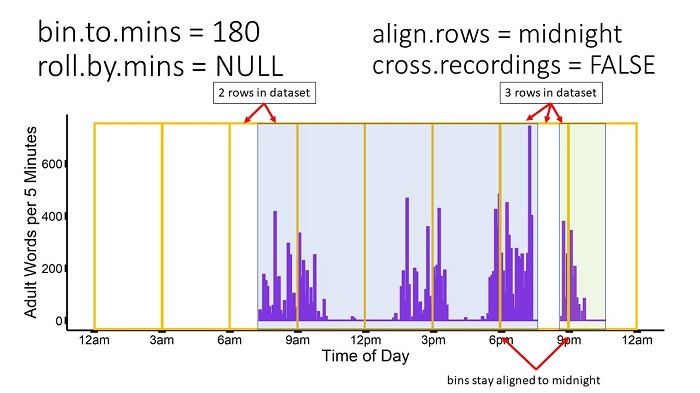 bin.to.mins = 180
roll.by.mins = NULL
align.rows = midnight
cross.recordings = FALSE
2 rows in dataset
3 rows in dataset
Adult Words per 5 Minutes
600
400
200
0
12am 3am 6am 9am 12pm 3pm 6pm 9pm 12am
Time of Day
bins stay aligned to midnight